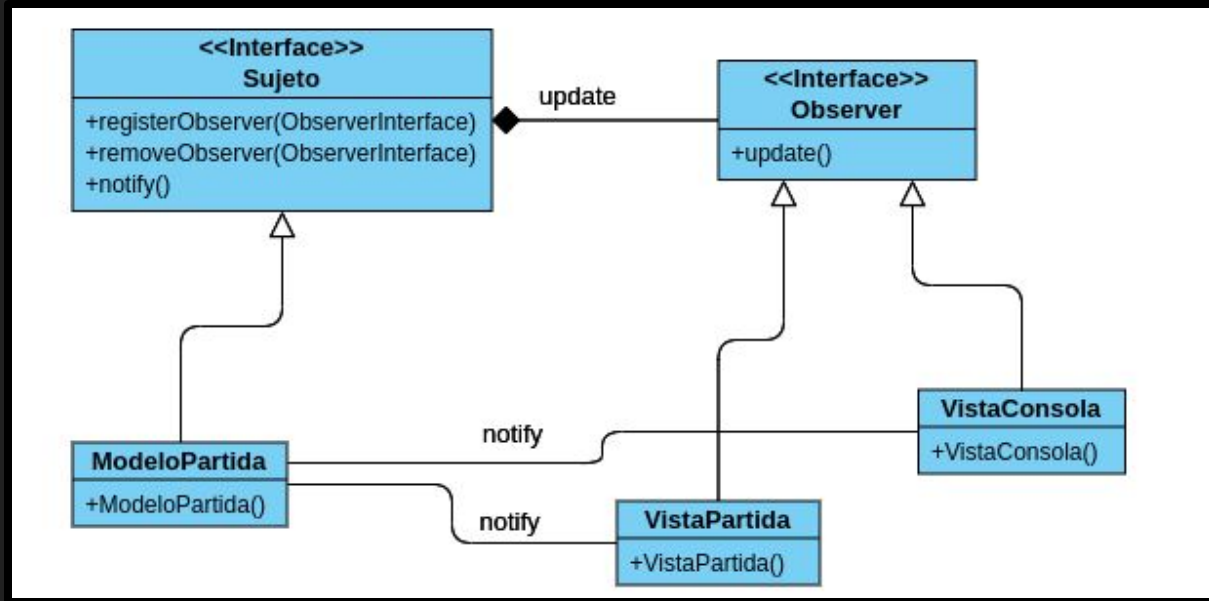 <<Interface>>
Sujeto
+registerObserver(ObserverInterface)
+removeObserver(ObserverInterface)
+notify()
update
<<Interface>>
Observer
+update()
VistaConsola
+VistaConsola()
notify
ModeloPartida
+ModeloPartida()
notify
VistaPartida
+VistaPartida()